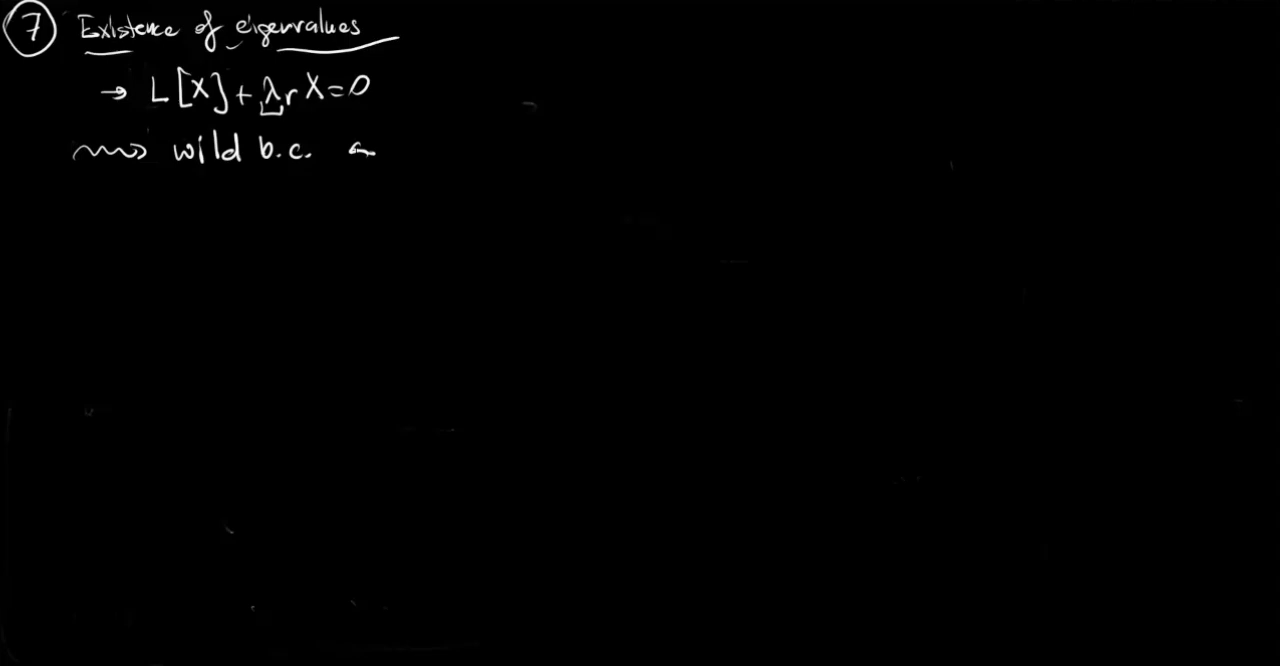 ⑦ Existence of eigenvalues
→ L[X] + λrX = 0
⇝ wild b.c.